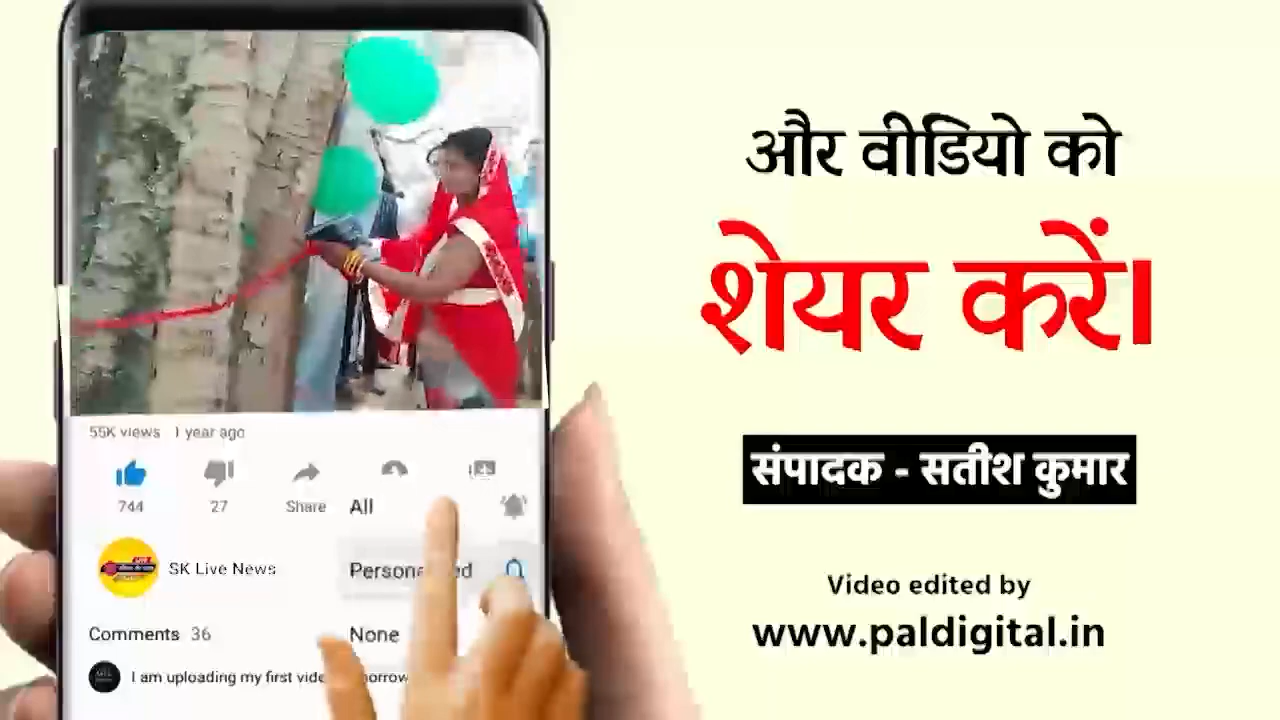 और वीडियो को
शेयर करें।
संपादक - सतीश कुमार
Video edited by
www.paldigital.in
55K views 1 year ago
744 27 Share All
SK Live News
Comments 36 None
I am uploading my first